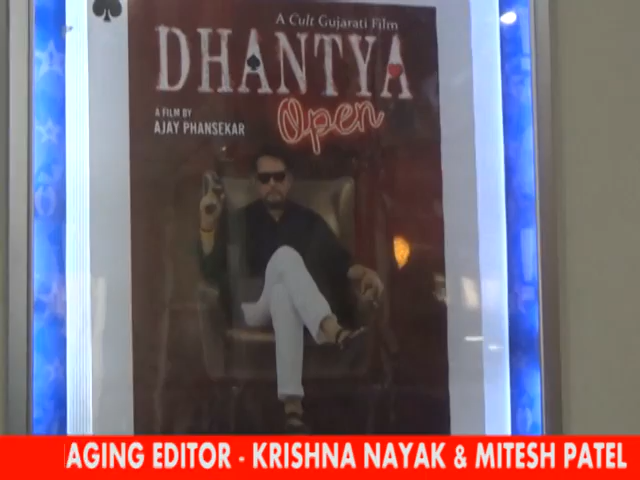 A Cult Gujarati Film
DHANTYA
Open
A FILM BY
AJAY PHANSEKAR
AGING EDITOR - KRISHNA NAYAK & MITESH PATEL